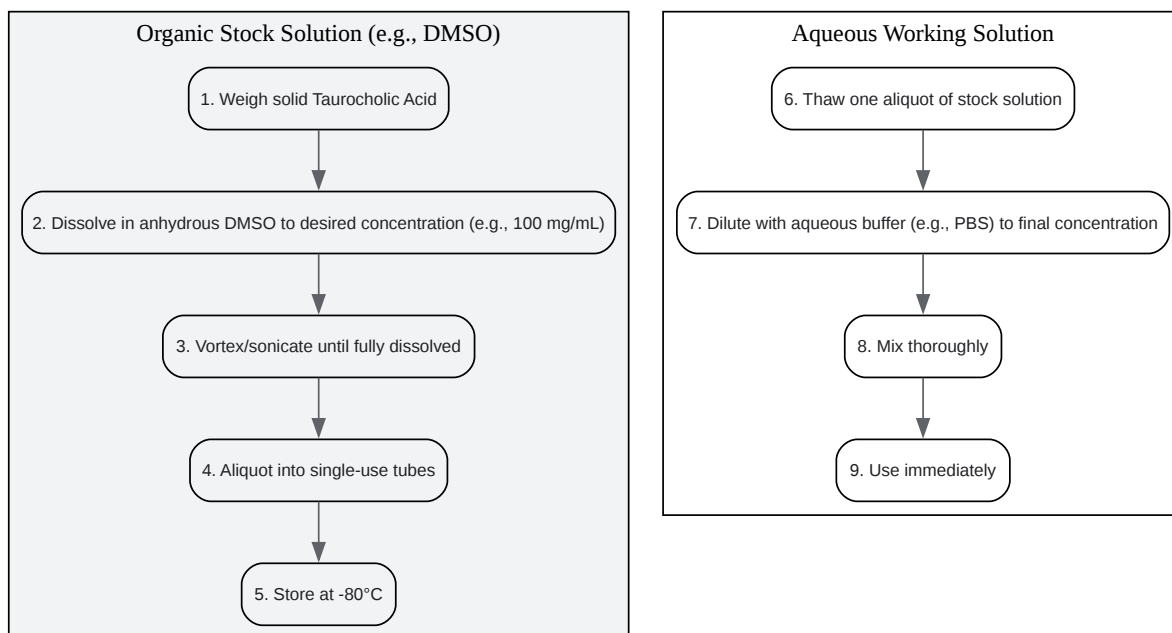 Organic Stock Solution (e.g., DMSO)
1. Weigh solid Taurocholic Acid
2. Dissolve in anhydrous DMSO to desired concentration (e.g., 100 mg/mL)
3. Vortex/sonicate until fully dissolved
4. Aliquot into single-use tubes
5. Store at -80°C
Aqueous Working Solution
6. Thaw one aliquot of stock solution
7. Dilute with aqueous buffer (e.g., PBS) to final concentration
8. Mix thoroughly
9. Use immediately